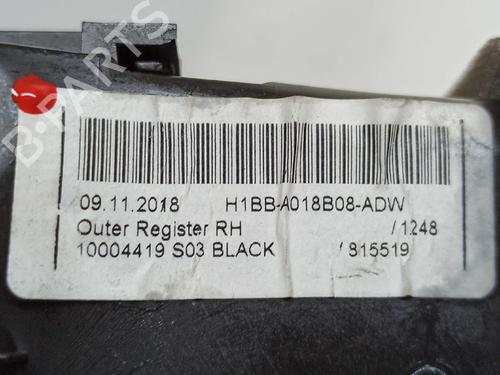 B-PARTS
09.11.2018 H1BB-A018B08-ADW
Outer Register RH /1248
10004419 S03 BLACK /815519